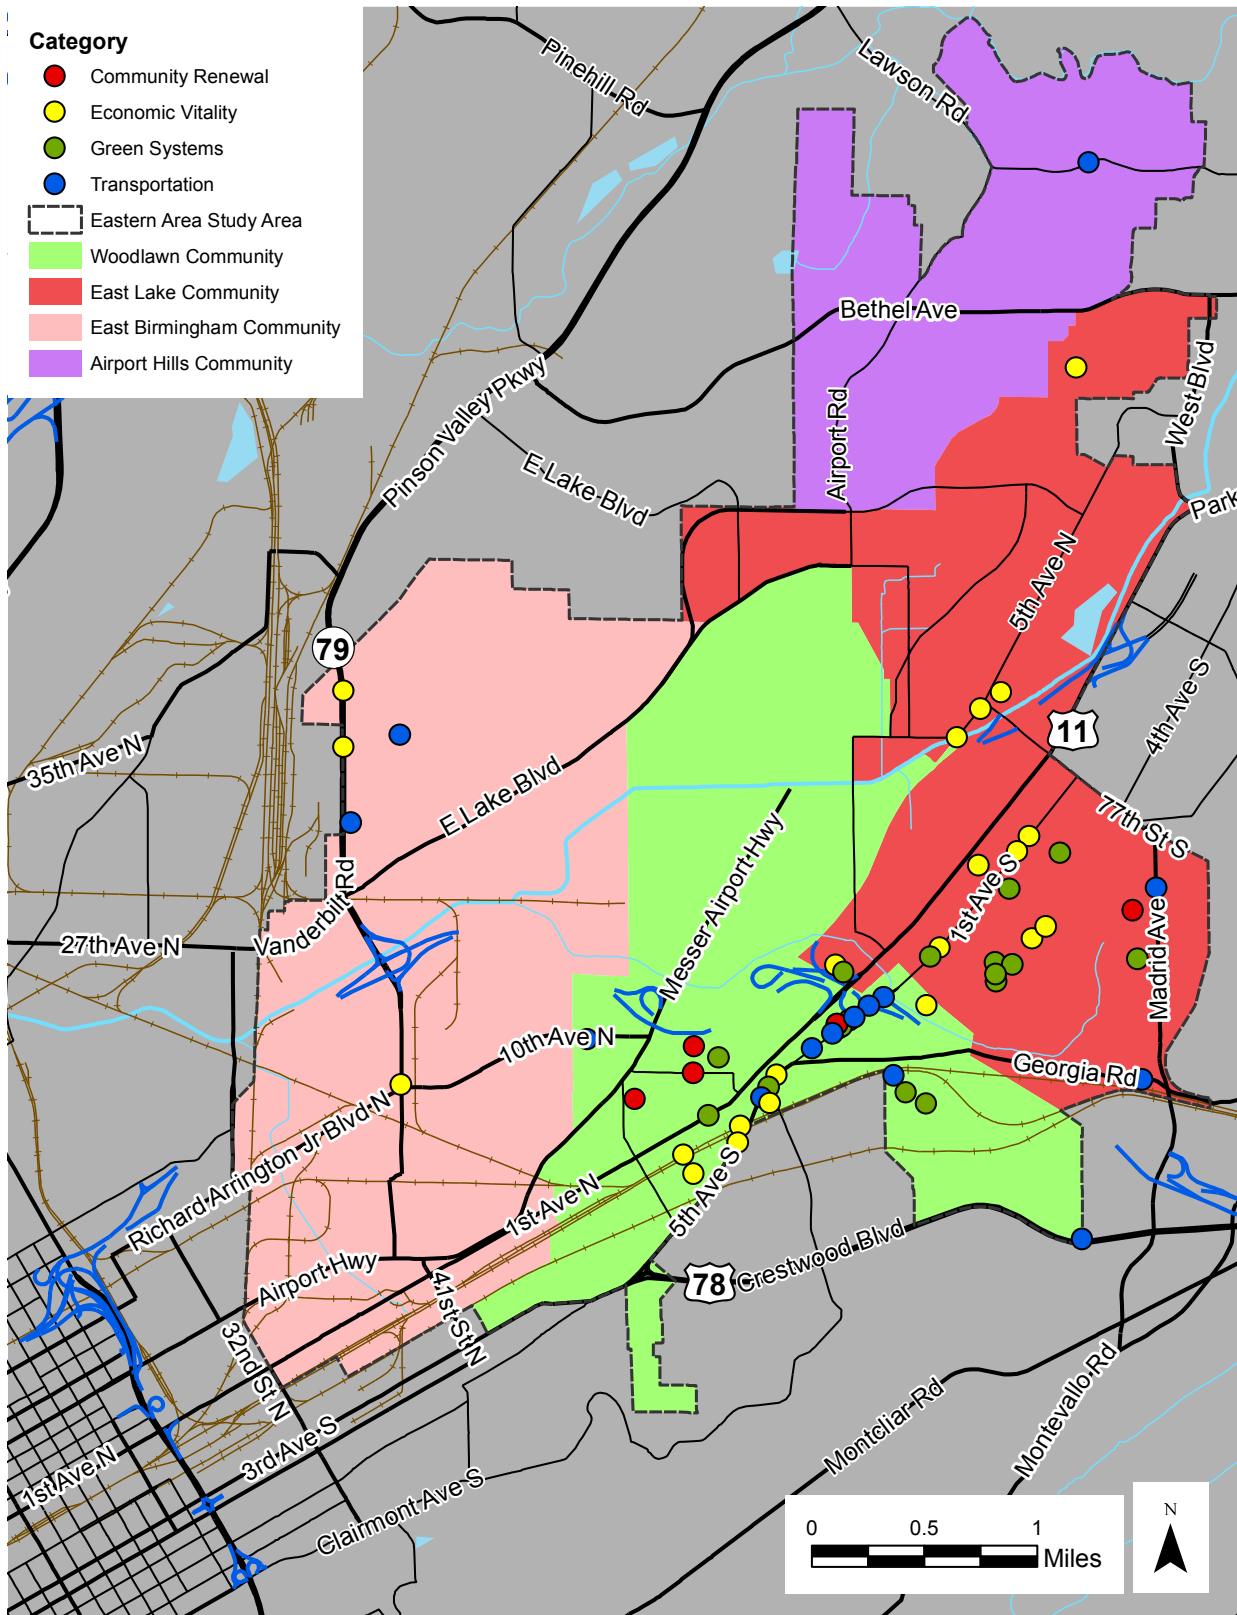 Category
Community Renewal
Economic Vitality
Green Systems
Transportation
Eastern Area Study Area
Woodlawn Community
East Lake Community
East Birmingham Community
Airport Hills Community
Pinehill Rd
Lawson Rd
Bethel Ave
West Blvd
Pinson Valley Pkwy
Airport Rd
E Lake Blvd
Park
5th Ave N
79
4th Ave S
11
35th Ave N
E Lake Blvd
77th St S
Messer Airport Hwy
1st Ave S
Vanderbilt Rd
27th Ave N
Madrid Ave
10th Ave N
Georgia Rd
Richard Arrington Jr Blvd N
1st Ave N
5th Ave S
Crestwood Blvd
78
Airport Hwy
41st St N
32nd St N
Montevallo Rd
Montcliar Rd
3rd Ave S
1st Ave N
Clairmont Ave S
0 0.5 1
Miles
N